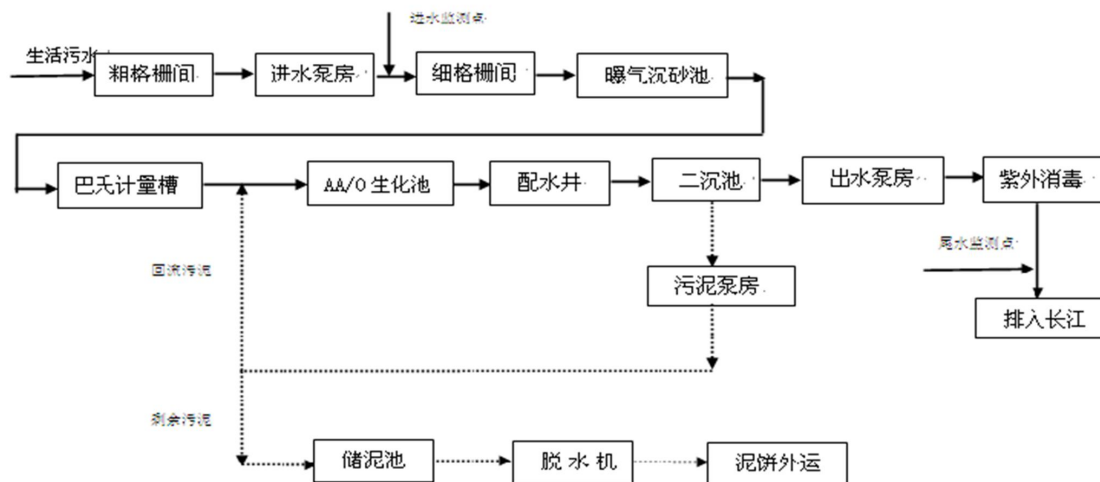 进水监测点
生活污水
粗格栅间
进水泵房
细格栅间
曝气沉砂池
巴氏计量槽
AA/O 生化池
配水井
二沉池
出水泵房
紫外消毒
尾水监测点
回流污泥
污泥泵房
排入长江
剩余污泥
储泥池
脱水机
泥饼外运